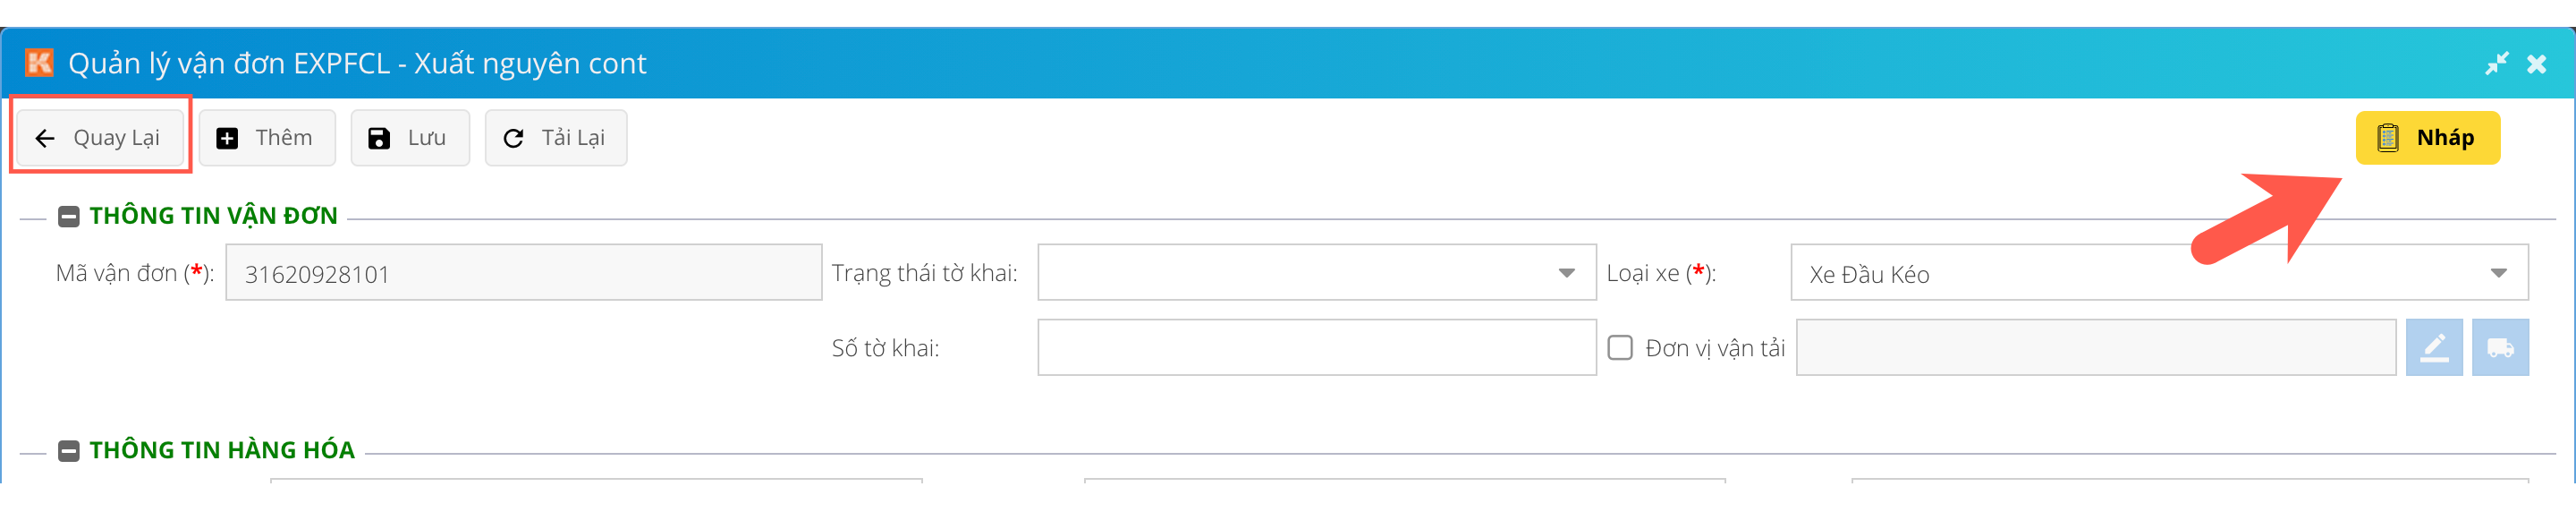 K Quản lý vận đơn EXPFCL - Xuất nguyên cont
Quay Lại Thêm Lưu Tải Lại Nháp
THÔNG TIN VẬN ĐƠN
Mã vận đơn (*): 31620928101 Trạng thái tờ khai: Loại xe (*): Xe Đầu Kéo
Số tờ khai: Đơn vị vận tải
THÔNG TIN HÀNG HÓA